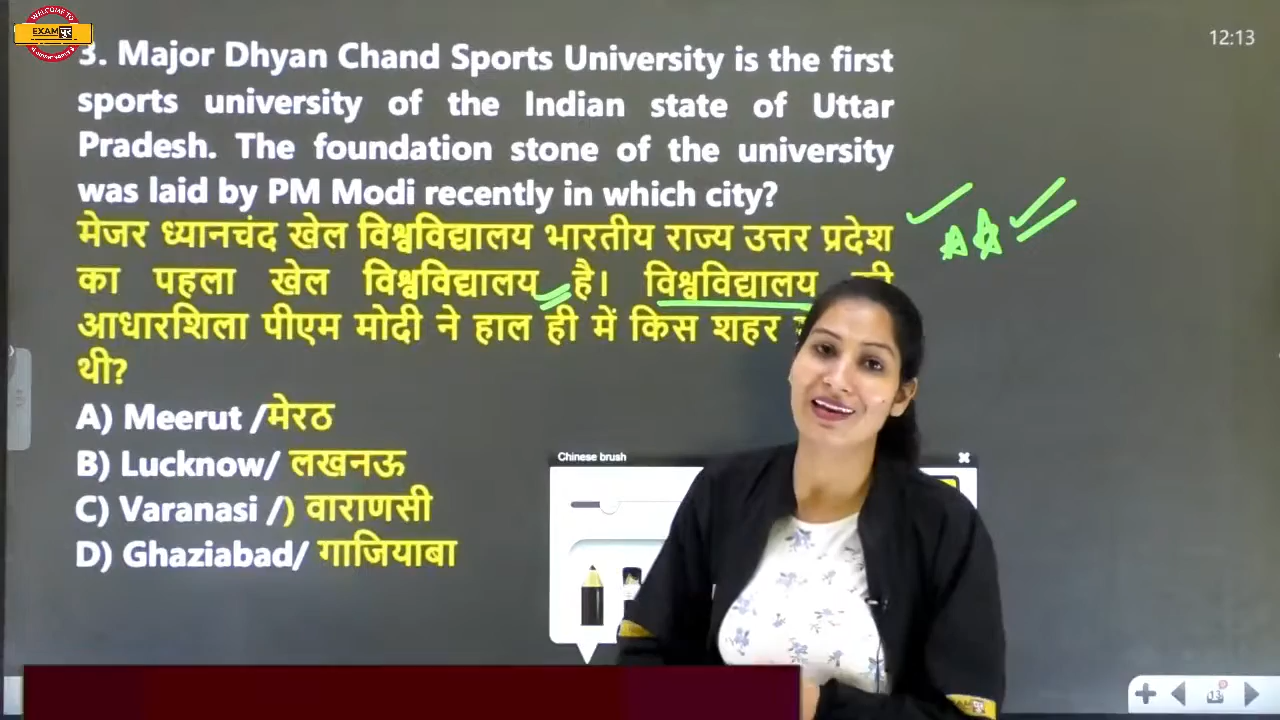 WELCOME TO
EXAM पुर
12:13
3. Major Dhyan Chand Sports University is the first
sports university of the Indian state of Uttar
Pradesh. The foundation stone of the university
was laid by PM Modi recently in which city?
मेजर ध्यानचंद खेल विश्वविद्यालय भारतीय राज्य उत्तर प्रदेश
का पहला खेल विश्वविद्यालय है। विश्वविद्यालय
आधारशिला पीएम मोदी ने हाल ही में किस शहर
थी?
A) Meerut /मेरठ
B) Lucknow/ लखनऊ
C) Varanasi /) वाराणसी
D) Ghaziabad/ गाजियाबा
Chinese brush
13